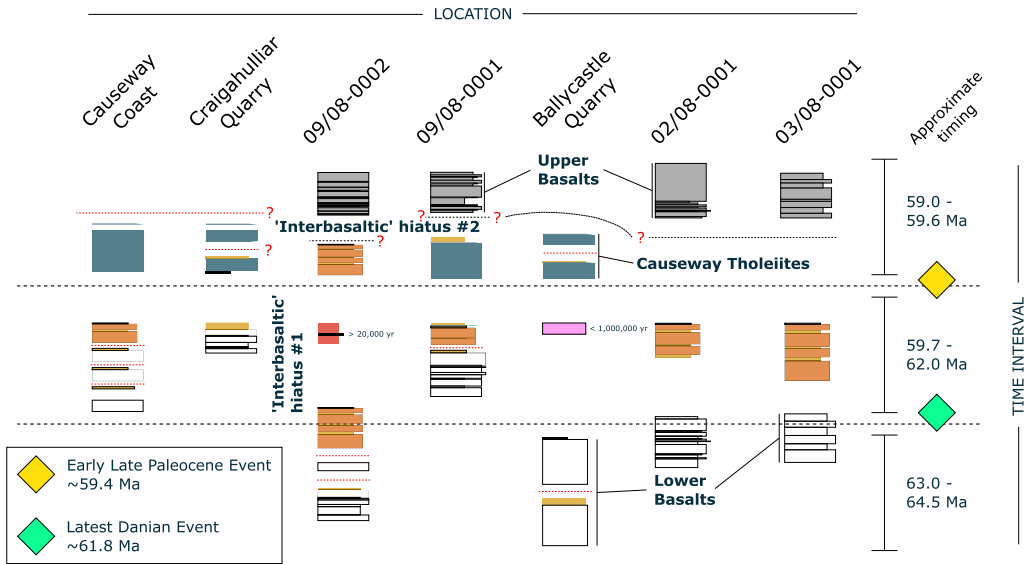 LOCATION
Causeway
Coast
Craigahulliar
Quarry
09/08-0002
09/08-0001
Ballycastle
Quarry
02/08-0001
03/08-0001
Approximate
timing
Upper
Basalts
?
?
?
'Interbasaltic' hiatus #2
?
?
?
Causeway Tholeiites
59.0 -
59.6 Ma
'Interbasaltic'
hiatus #1
> 20,000 yr
< 1,000,000 yr
59.7 -
62.0 Ma
TIME INTERVAL
Lower
Basalts
63.0 -
64.5 Ma
Early Late Paleocene Event
~59.4 Ma
Latest Danian Event
~61.8 Ma